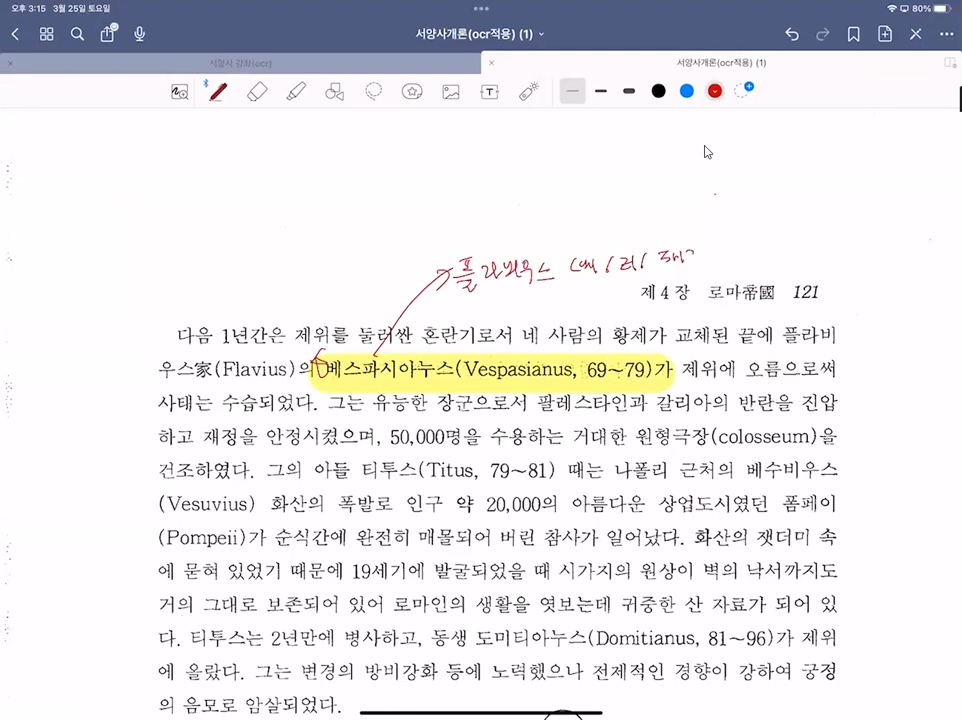 오후 3:15 3월 25일 토요일
80%
서양사개론(ocr적용) (1)
서양사개론(ocr적용) (1)
플라비우스
제 4 장 로마帝國 121
다음 1년간은 제위를 둘러싼 혼란기로서 네 사람의 황제가 교체된 끝에 플라비
우스家(Flavius)의 베스파시아누스(Vespasianus, 69~79)가 제위에 오름으로써
사태는 수습되었다. 그는 유능한 장군으로서 팔레스타인과 갈리아의 반란을 진압
하고 재정을 안정시켰으며, 50,000명을 수용하는 거대한 원형극장(colosseum)을
건조하였다. 그의 아들 티투스(Titus, 79~81) 때는 나폴리 근처의 베수비우스
(Vesuvius) 화산의 폭발로 인구 약 20,000의 아름다운 상업도시였던 폼페이
(Pompeii)가 순식간에 완전히 매몰되어 버린 참사가 일어났다. 화산의 잿더미 속
에 묻혀 있었기 때문에 19세기에 발굴되었을 때 시가지의 원상이 벽의 낙서까지도
거의 그대로 보존되어 있어 로마인의 생활을 엿보는데 귀중한 산 자료가 되어 있
다. 티투스는 2년만에 병사하고, 동생 도미티아누스(Domitianus, 81~96)가 제위
에 올랐다. 그는 변경의 방비강화 등에 노력했으나 전제적인 경향이 강하여 궁정
의 음모로 암살되었다.